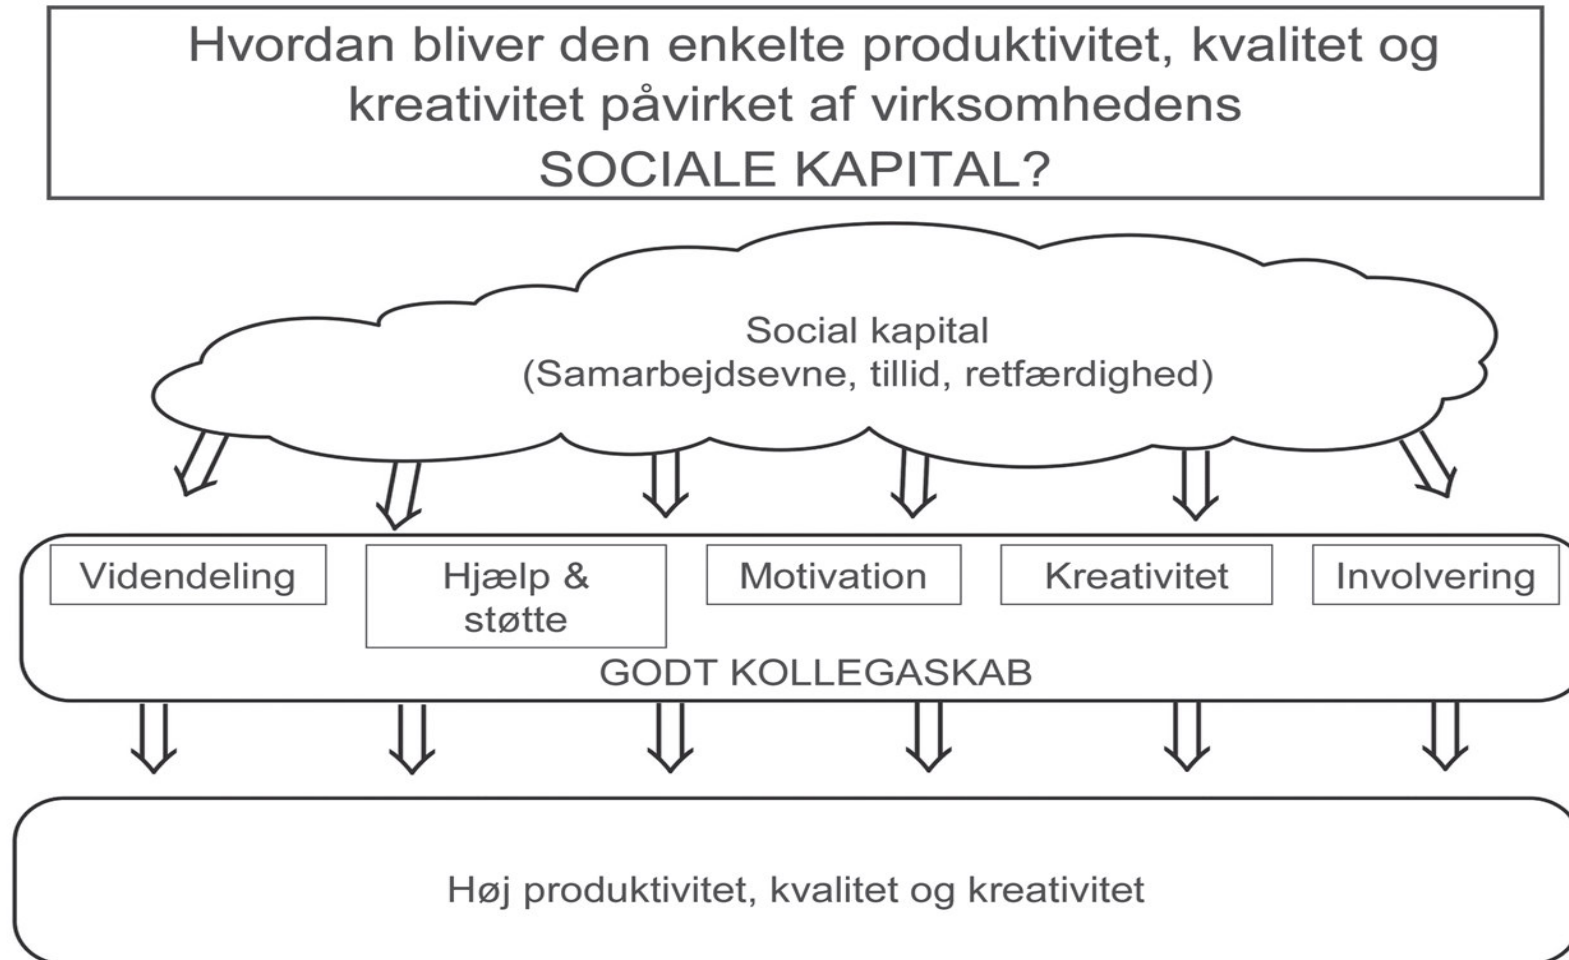 Hvordan bliver den enkelte produktivitet, kvalitet og
kreativitet påvirket af virksomhedens
SOCIALE KAPITAL?
Social kapital
(Samarbejdsevne, tillid, retfærdighed)
Videndeling
Hjælp &
støtte
Motivation
Kreativitet
Involvering
GODT KOLLEGASKAB
Høj produktivitet, kvalitet og kreativitet